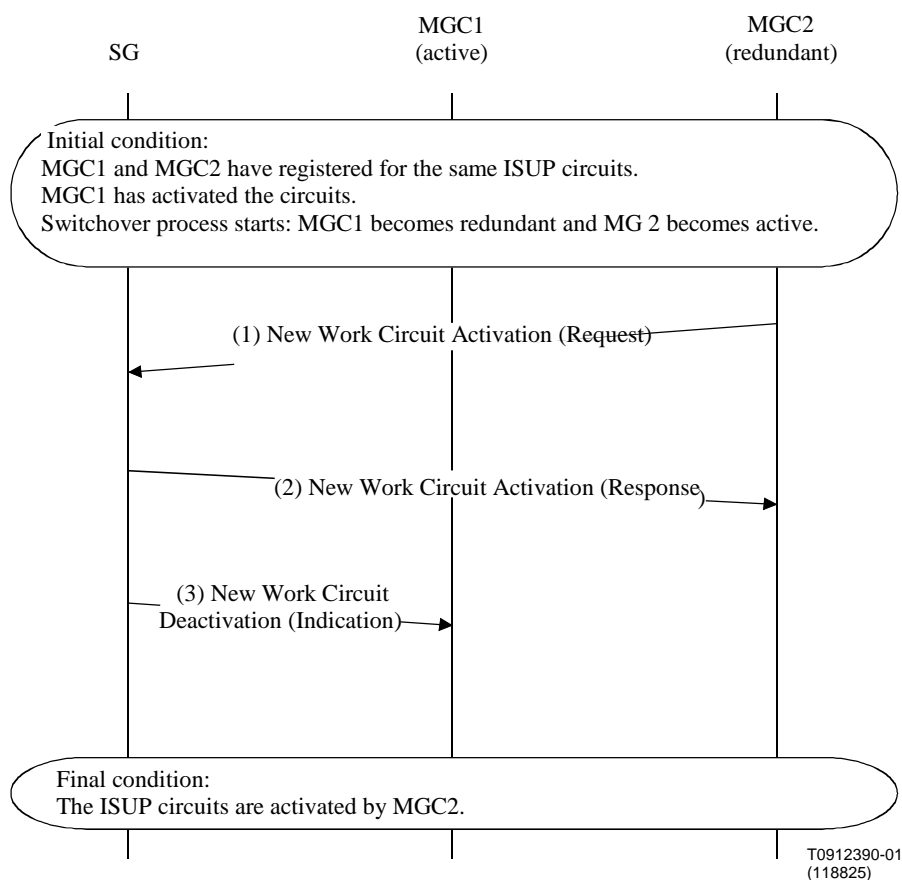 SG
MGC1
(active)
MGC2
(redundant)
Initial condition:
MGC1 and MGC2 have registered for the same ISUP circuits.
MGC1 has activated the circuits.
Switchover process starts: MGC1 becomes redundant and MG 2 becomes active.
(1) New Work Circuit Activation (Request)
(2) New Work Circuit Activation (Response)
(3) New Work Circuit
Deactivation (Indication)
Final condition:
The ISUP circuits are activated by MGC2.
T0912390-01
(118825)